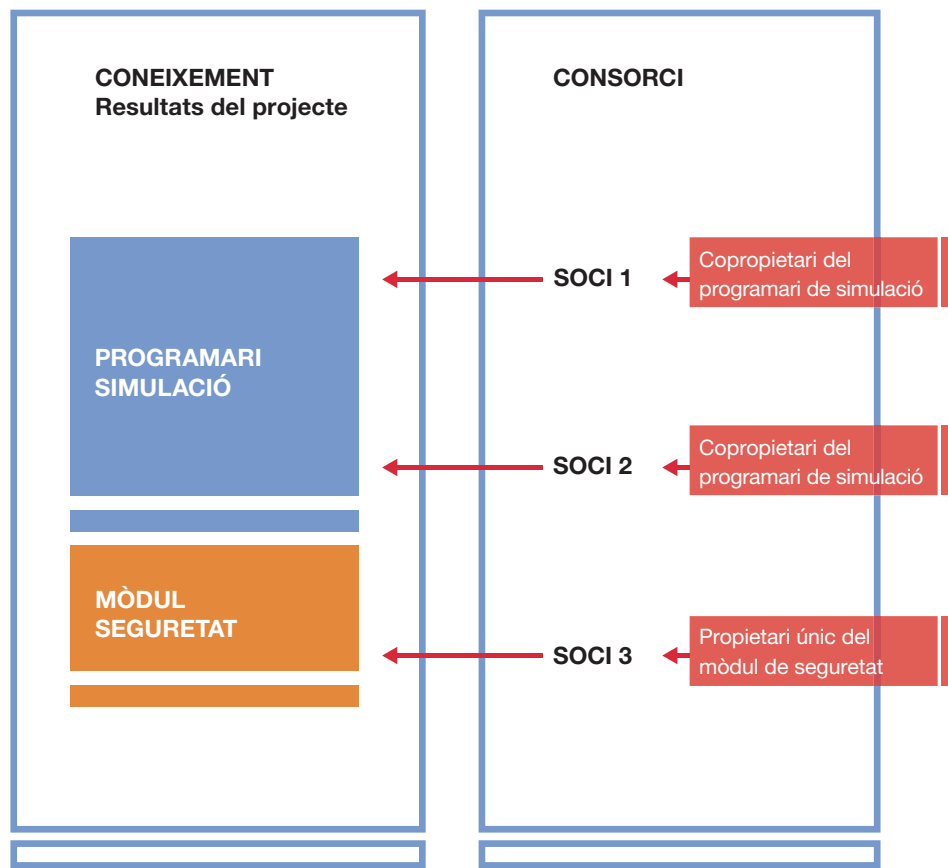 CONEIXEMENT
Resultats del projecte
PROGRAMARI
SIMULACIÓ
MÒDUL
SEGURETAT
CONSORCI
SOCI 1
Copropietari del
programari de simulació
SOCI 2
Copropietari del
programari de simulació
SOCI 3
Propietari únic del
mòdul de seguretat